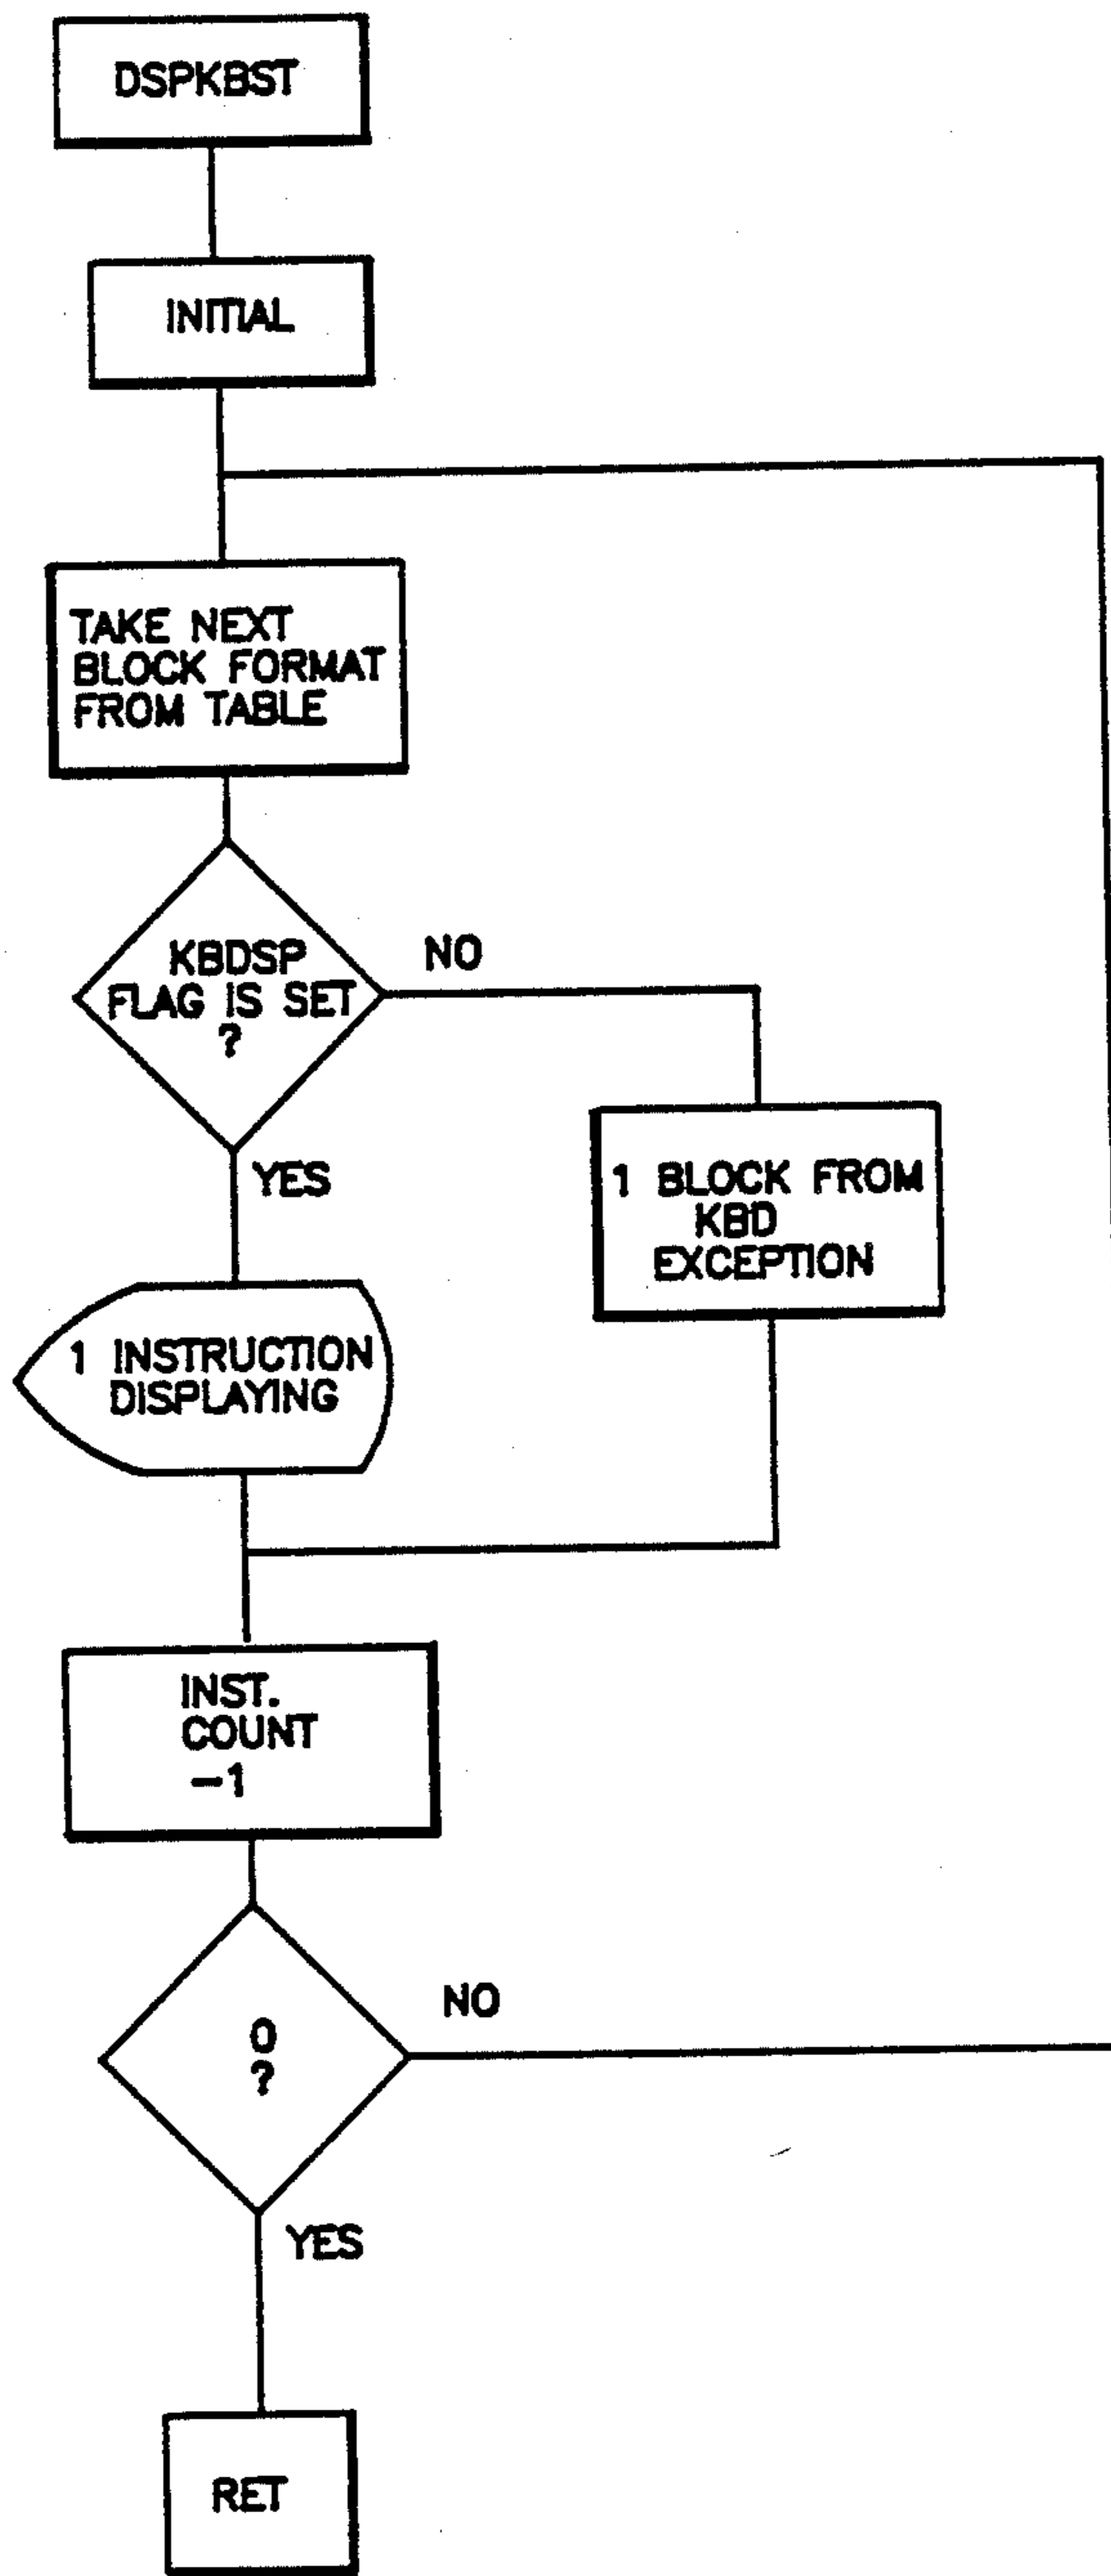 DSPKBST
INITIAL
TAKE NEXT
BLOCK FORMAT
FROM TABLE
KBDSP
FLAG IS SET
?
NO
YES
1 BLOCK FROM
KBD
EXCEPTION
1 INSTRUCTION
DISPLAYING
INST.
COUNT
-1
0
?
NO
YES
RET